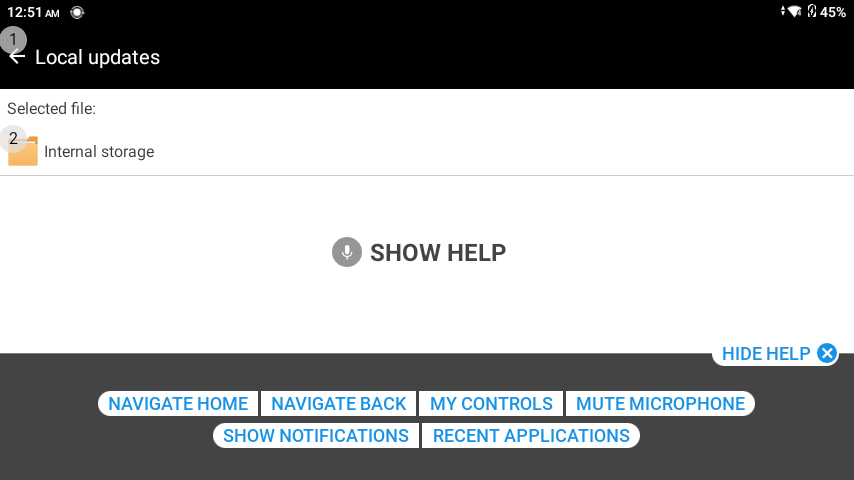 12:51 AM 45%
1
Local updates
Selected file:
2
Internal storage
SHOW HELP
HIDE HELP
NAVIGATE HOME NAVIGATE BACK MY CONTROLS MUTE MICROPHONE
SHOW NOTIFICATIONS RECENT APPLICATIONS